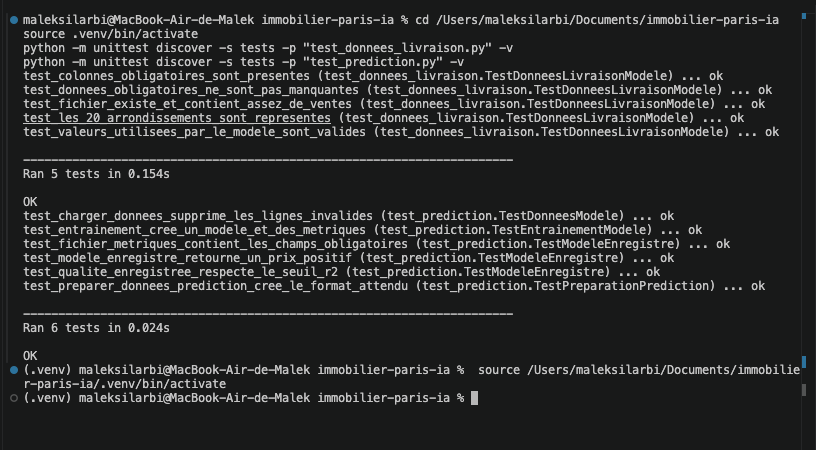 maleksilarbi@MacBook-Air-de-Malek immobilier-paris-ia % cd /Users/maleksilarbi/Documents/immobilier-paris-ia
source .venv/bin/activate
python -m unittest discover -s tests -p "test_donnees_livraison.py" -v
python -m unittest discover -s tests -p "test_prediction.py" -v
test_colonnes_obligatoires_sont_presentes (test_donnees_livraison.TestDonneesLivraisonModele) ... ok
test_donnees_obligatoires_ne_sont_pas_manquantes (test_donnees_livraison.TestDonneesLivraisonModele) ... ok
test_fichier_existe_et_contient_assez_de_ventes (test_donnees_livraison.TestDonneesLivraisonModele) ... ok
test_les_20_arrondissements_sont_representes (test_donnees_livraison.TestDonneesLivraisonModele) ... ok
test_valeurs_utilisees_par_le_modele_sont_valides (test_donnees_livraison.TestDonneesLivraisonModele) ... ok
----------------------------------------------------------------------
Ran 5 tests in 0.154s
OK
test_charger_donnees_supprime_les_lignes_invalides (test_prediction.TestDonneesModele) ... ok
test_entrainement_cree_un_modele_et_des_metriques (test_prediction.TestEntrainementModele) ... ok
test_fichier_metriques_contient_les_champs_obligatoires (test_prediction.TestModeleEnregistre) ... ok
test_modele_enregistre_retourne_un_prix_positif (test_prediction.TestModeleEnregistre) ... ok
test_qualite_enregistree_respecte_le_seuil_r2 (test_prediction.TestModeleEnregistre) ... ok
test_preparer_donnees_prediction_cree_le_format_attendu (test_prediction.TestPreparationPrediction) ... ok
----------------------------------------------------------------------
Ran 6 tests in 0.024s
OK
(.venv) maleksilarbi@MacBook-Air-de-Malek immobilier-paris-ia %  source /Users/maleksilarbi/Documents/immobilie
r-paris-ia/.venv/bin/activate
(.venv) maleksilarbi@MacBook-Air-de-Malek immobilier-paris-ia %